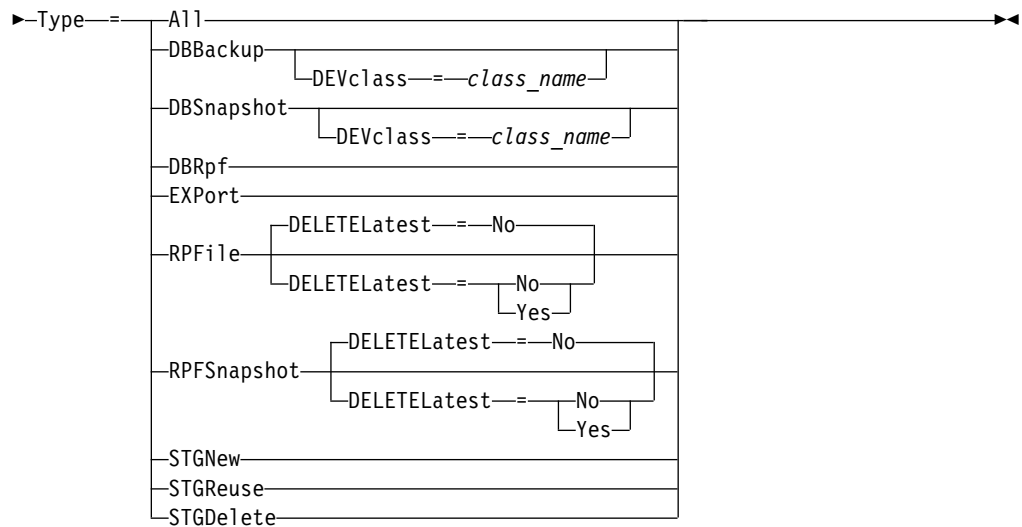 Type = All
DBBackup
DEVclass = class_name
DBSnapshot
DEVclass = class_name
DBRpf
EXPort
DELETELatest = No
RPFile
DELETELatest = No
Yes
DELETELatest = No
RPFSnapshot
DELETELatest = No
Yes
STGNew
STGReuse
STGDelete